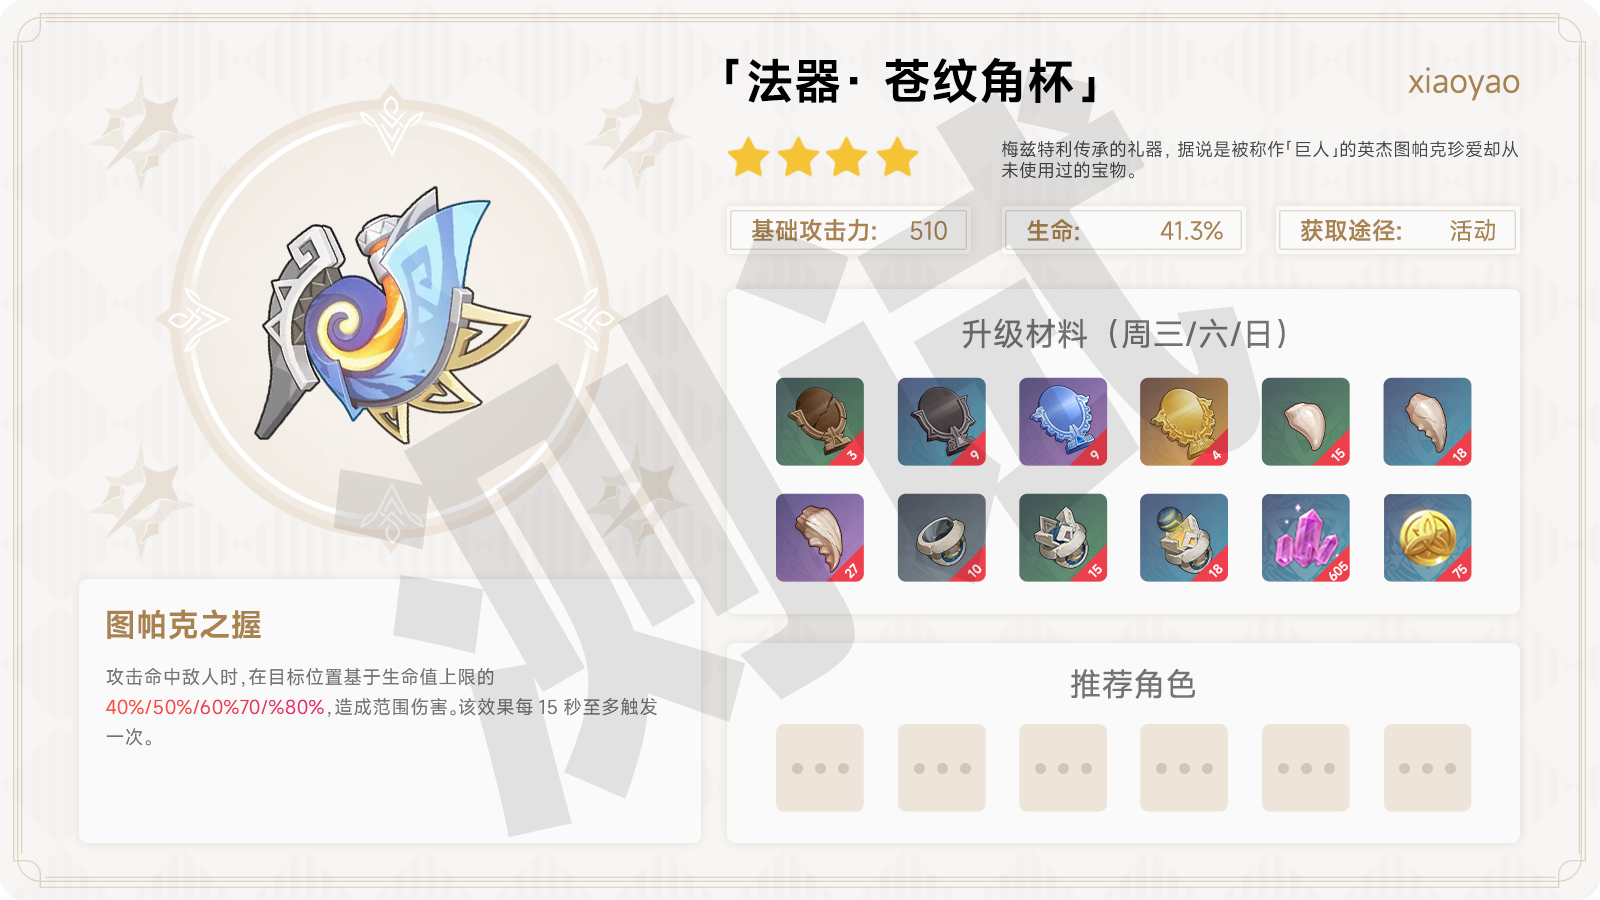 「法器· 苍纹角杯」
xiaoyao
梅兹特利传承的礼器，据说是被称作「巨人」的英杰图帕克珍爱却从
未使用过的宝物。
基础攻击力: 510
生命: 41.3%
获取途径: 活动
升级材料（周三/六/日）
3 9 9 4 15 18
27 10 15 18 605 75
图帕克之握
攻击命中敌人时,在目标位置基于生命值上限的
40%/50%/60%70/%80%,造成范围伤害。该效果每 15 秒至多触发
一次。
推荐角色
测试